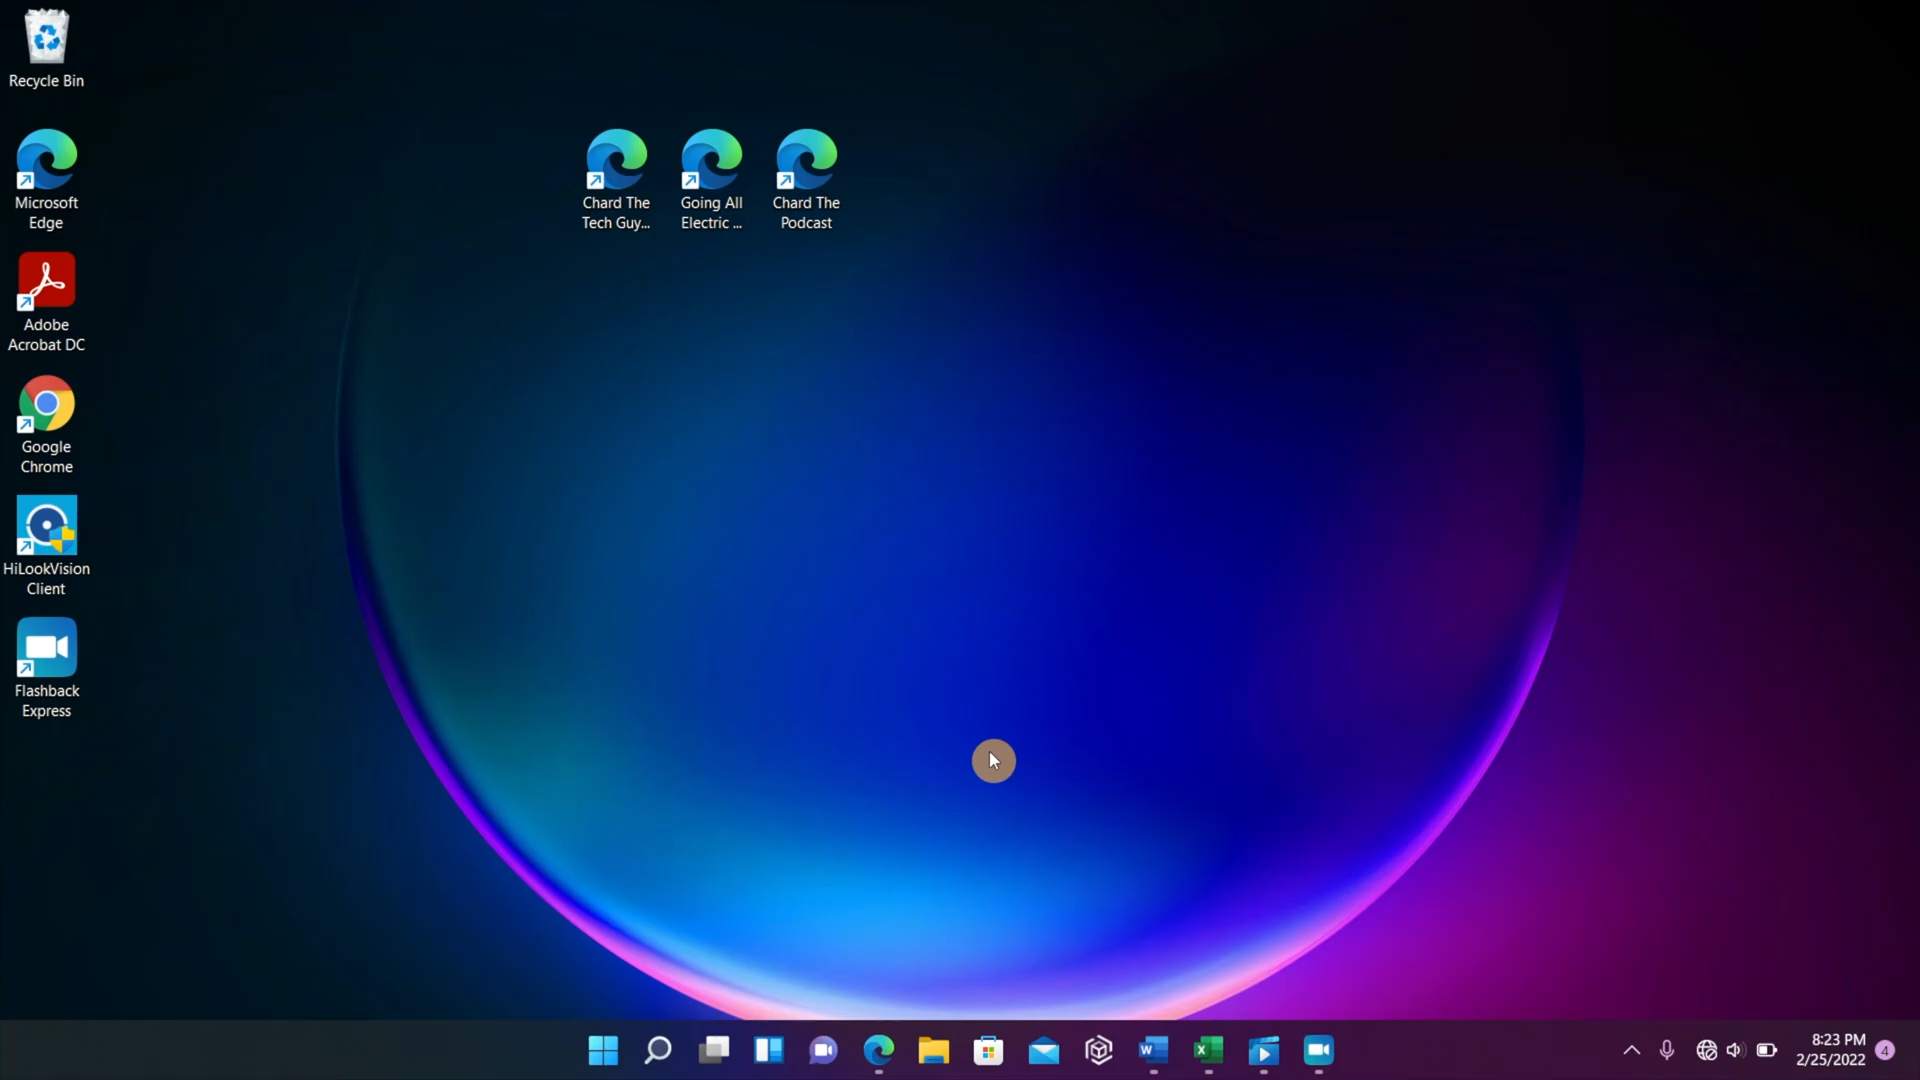 Recycle Bin
Microsoft
Edge
Adobe
Acrobat DC
Google
Chrome
HiLookVision
Client
Flashback
Express
Chard The
Tech Guy...
Going All
Electric ...
Chard The
Podcast
W
X
8:23 PM
2/25/2022
4